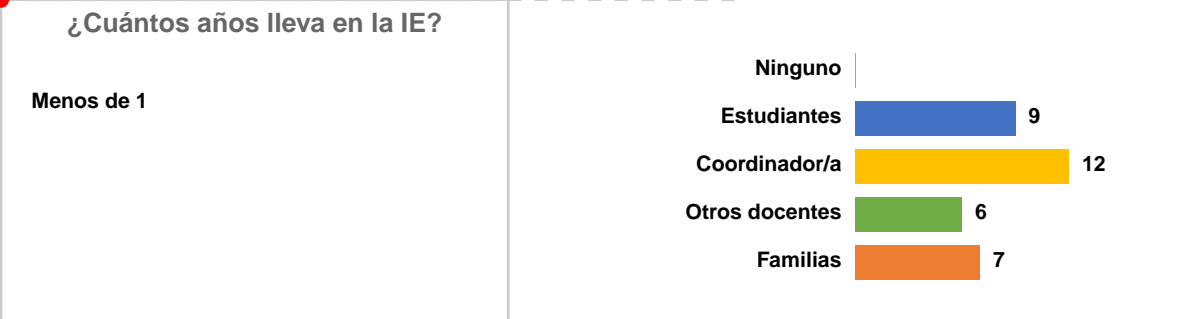 ¿Cuántos años lleva en la IE?
Menos de 1
Ninguno
Estudiantes 9
Coordinador/a 12
Otros docentes 6
Familias 7